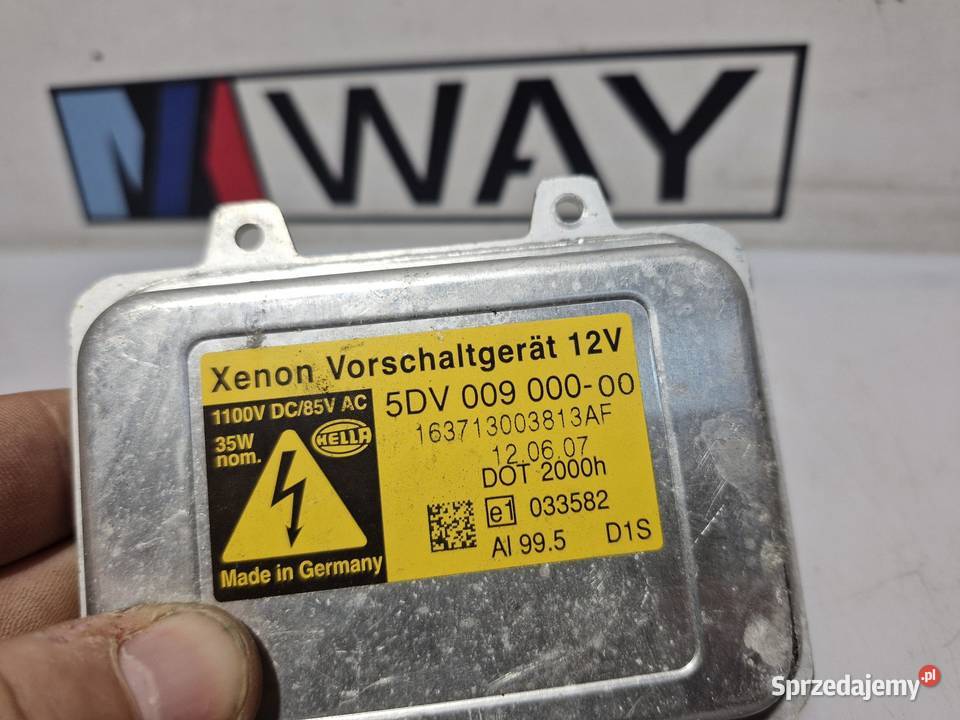 MWAY
Xenon Vorschaltgerät 12V
1100V DC/85V AC
35W
nom.
HELLA
Made in Germany
5DV 009 000-00
163713003813AF
12.06.07
DOT 2000h
e1 033582
Al 99.5 D1S
Sprzedajemy.pl